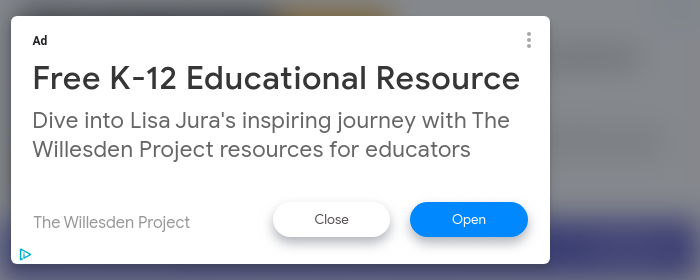 Ad
Free K-12 Educational Resource
Dive into Lisa Jura's inspiring journey with The
Willesden Project resources for educators
The Willesden Project
Close
Open